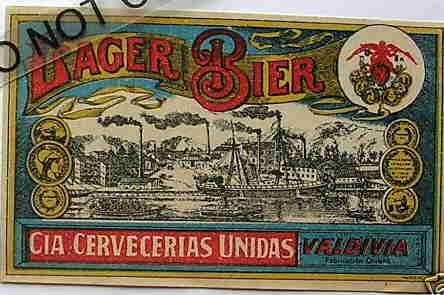 DO NOT C
LAGER BIER
CIA. CERVECERIAS UNIDAS
VALDIVIA
Fabricación Chilena